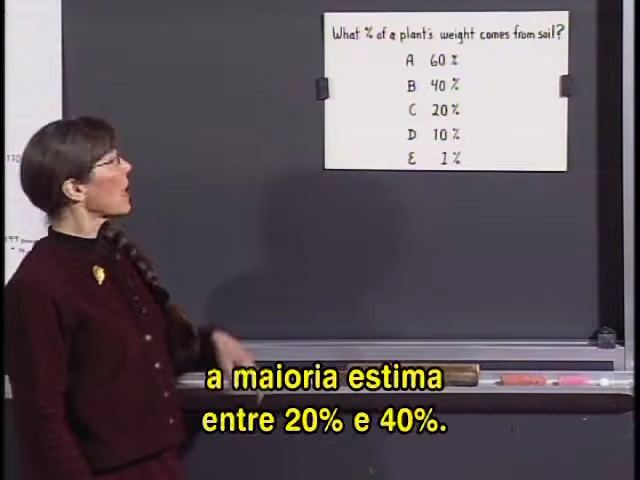 What % of a plant's weight comes from soil?
A 60 %
B 40 %
C 20%
D 10 %
E 1 %
a maioria estima
entre 20% e 40%.